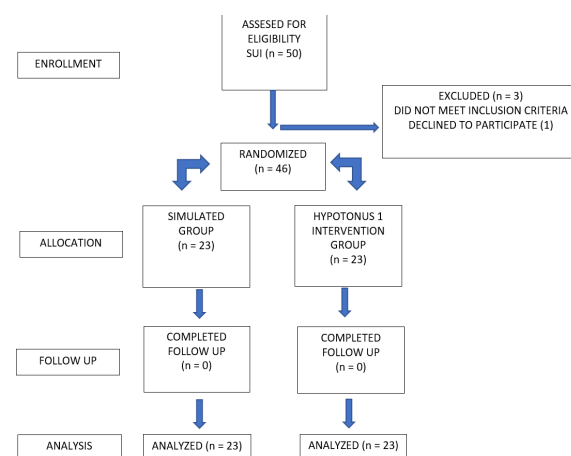 ASSESED FOR
ELIGIBILITY
SUI (n = 50)
ENROLLMENT
EXCLUDED (n = 3)
DID NOT MEET INCLUSION CRITERIA
DECLINED TO PARTICIPATE (1)
RANDOMIZED
(n = 46)
ALLOCATION
SIMULATED
GROUP
(n = 23)
HYPOTONUS 1
INTERVENTION
GROUP
(n = 23)
FOLLOW UP
COMPLETED
FOLLOW UP
(n = 0)
COMPLETED
FOLLOW UP
(n = 0)
ANALYSIS
ANALYZED (n = 23)
ANALYZED (n = 23)